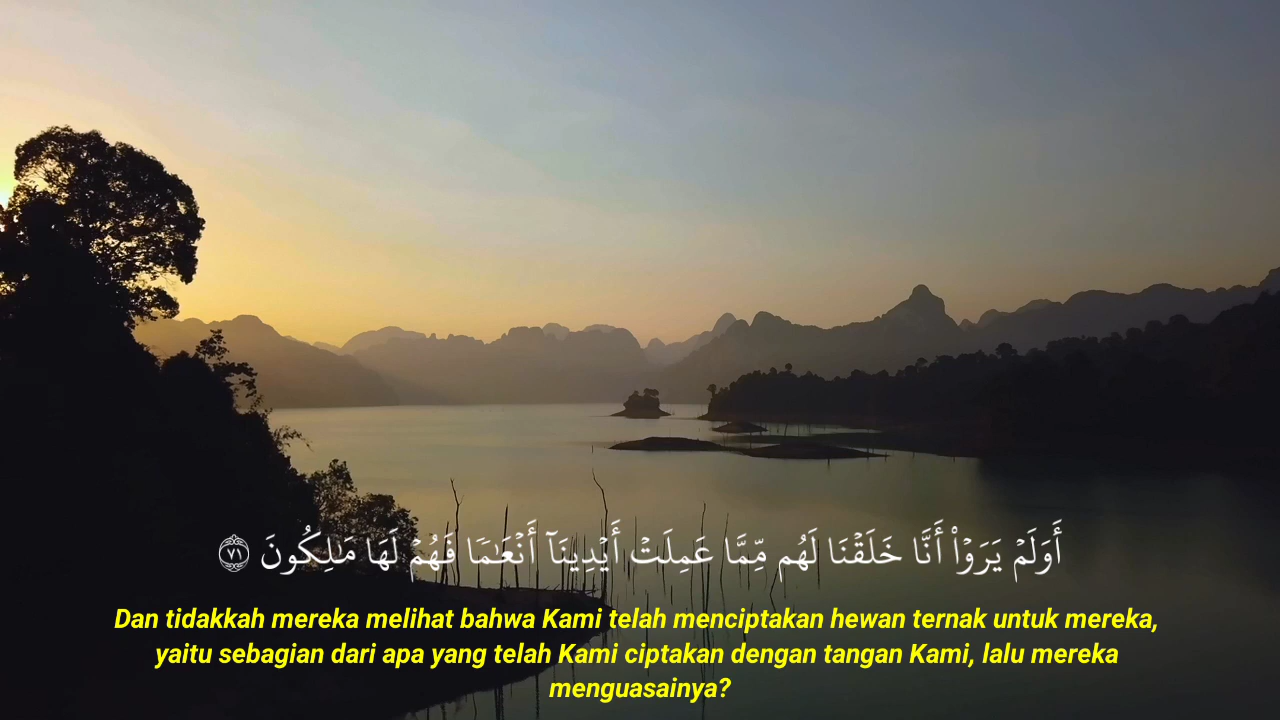 أَوَلَمْ يَرَوْا۟ أَنَّا خَلَقْنَا لَهُم مِّمَّا عَمِلَتْ أَيْدِينَآ أَنْعَـٰمًا فَهُمْ لَهَا مَـٰلِكُونَ ٧١
Dan tidakkah mereka melihat bahwa Kami telah menciptakan hewan ternak untuk mereka,
yaitu sebagian dari apa yang telah Kami ciptakan dengan tangan Kami, lalu mereka
menguasainya?